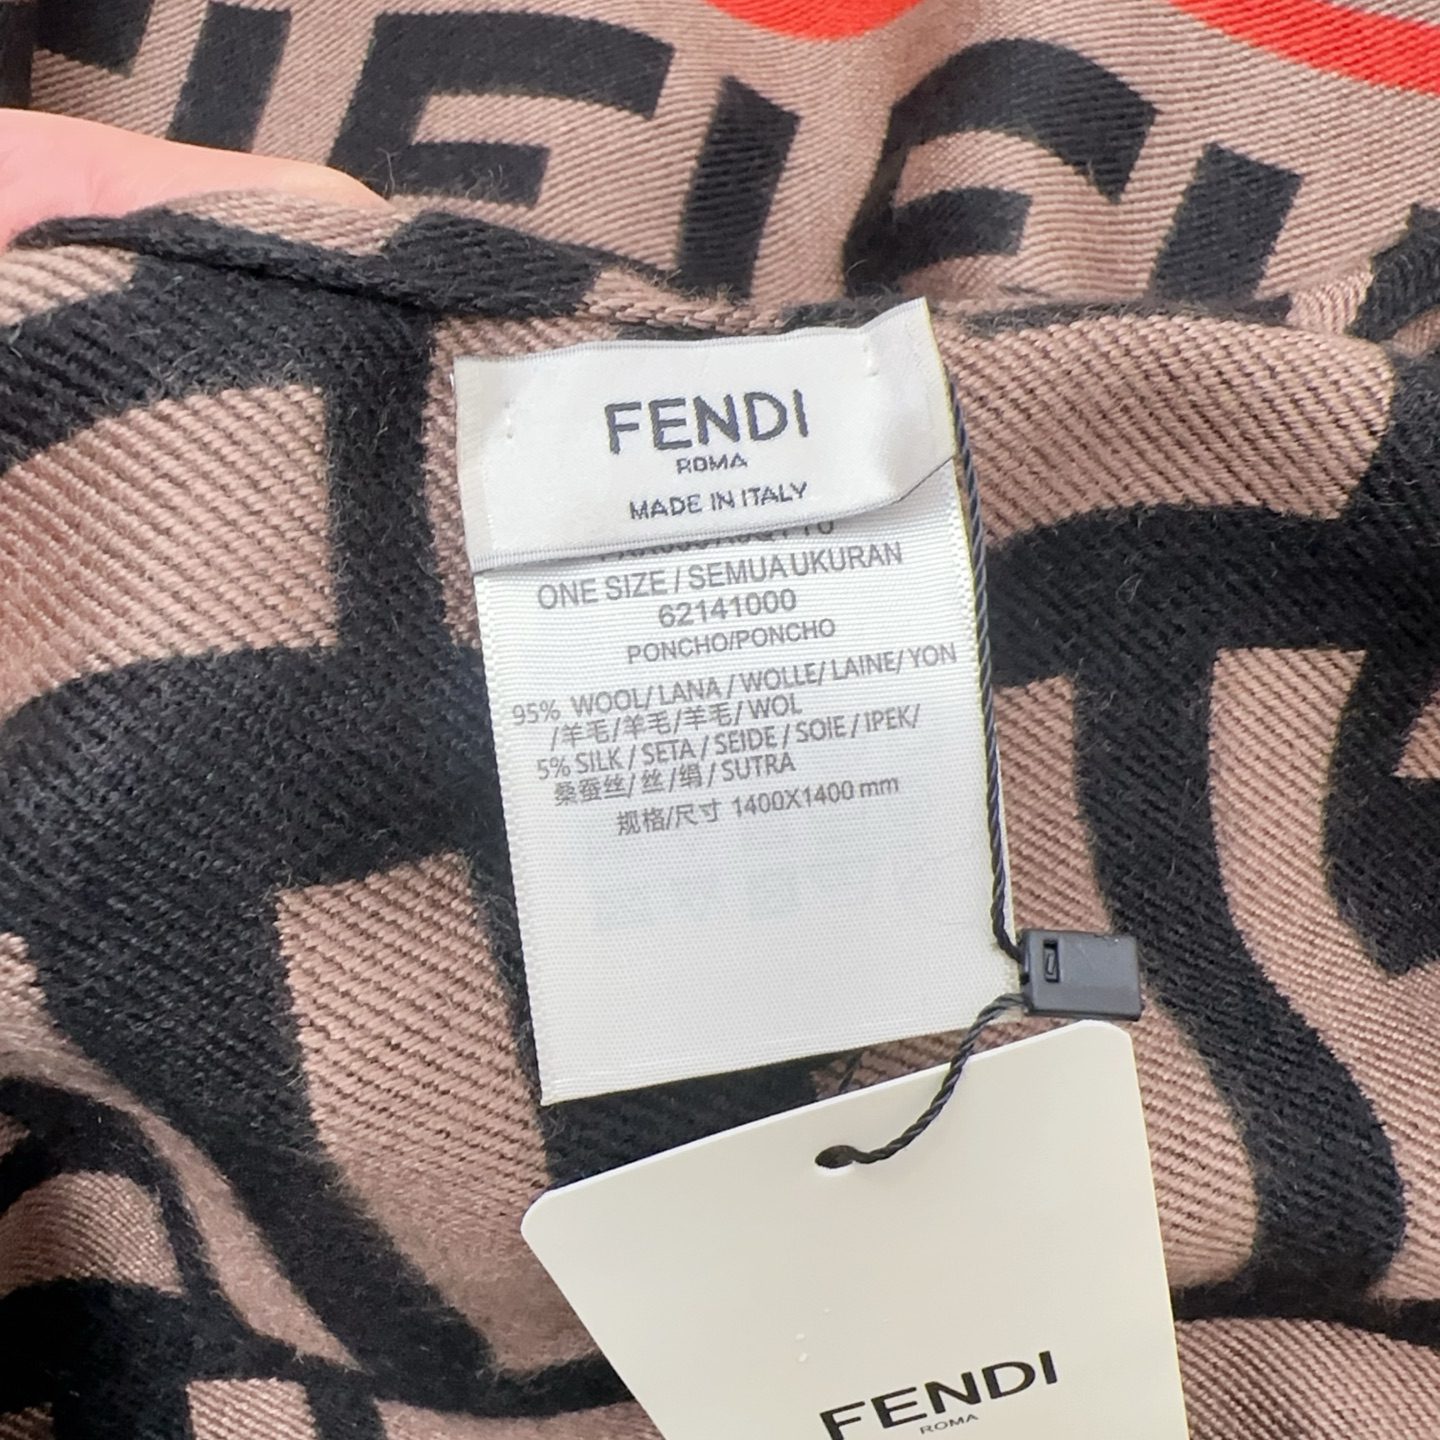 FENDI
ROMA
MADE IN ITALY
ONE SIZE / SEMUA UKURAN
62141000
PONCHO/PONCHO
95% WOOL/ LANA / WOLLE/ LAINE/ YON
/羊毛/羊毛/羊毛/ WOL
5% SILK / SETA / SEIDE / SOIE / IPEK/
桑蚕丝/ 丝/ 绢/ SUTRA
规格/尺寸 1400X1400 mm
FENDI
ROMA